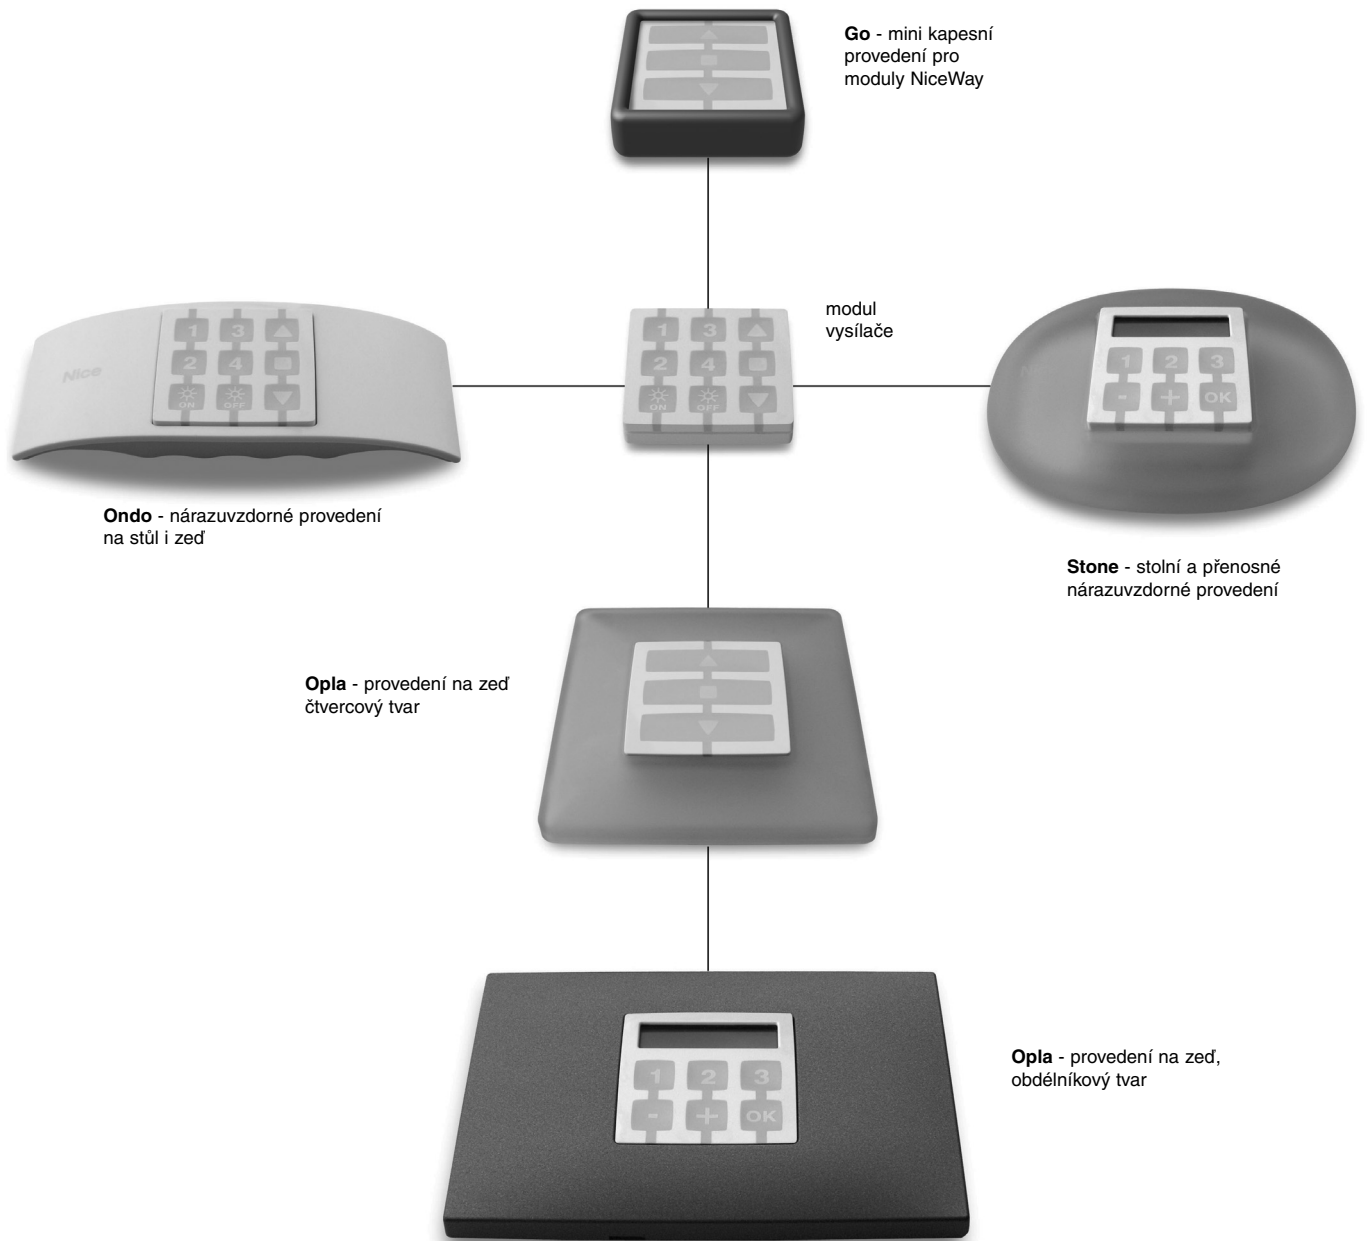 Go - mini kapesní
provedení pro
moduly NiceWay
modul
vysílače
1 3
2 4
ON OFF
Nice
1 3
2 4
ON OFF
1 2 3
- + OK
Ondo - nárazuvzdorné provedení
na stůl i zeď
Stone - stolní a přenosné
nárazuvzdorné provedení
Opla - provedení na zeď
čtvercový tvar
1 2 3
- + OK
Opla - provedení na zeď,
obdélníkový tvar